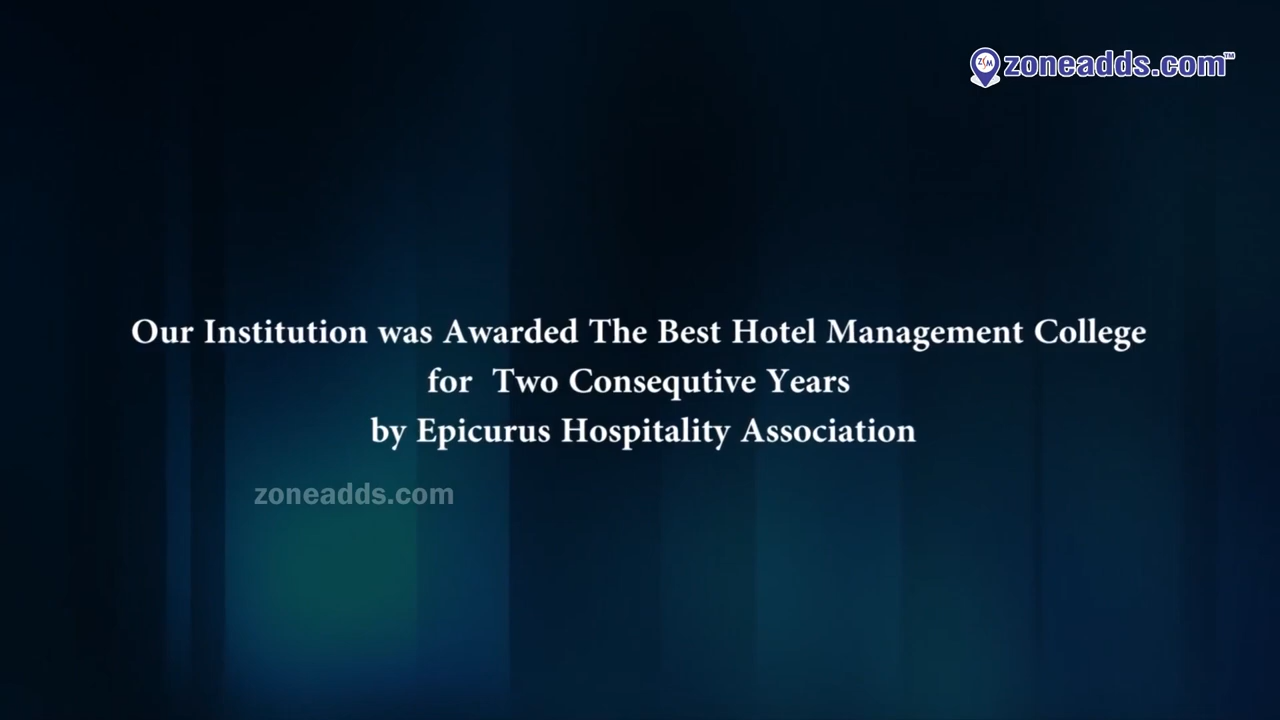 zoneadds.com™
Our Institution was Awarded The Best Hotel Management College
for Two Consequtive Years
by Epicurus Hospitality Association
zoneadds.com